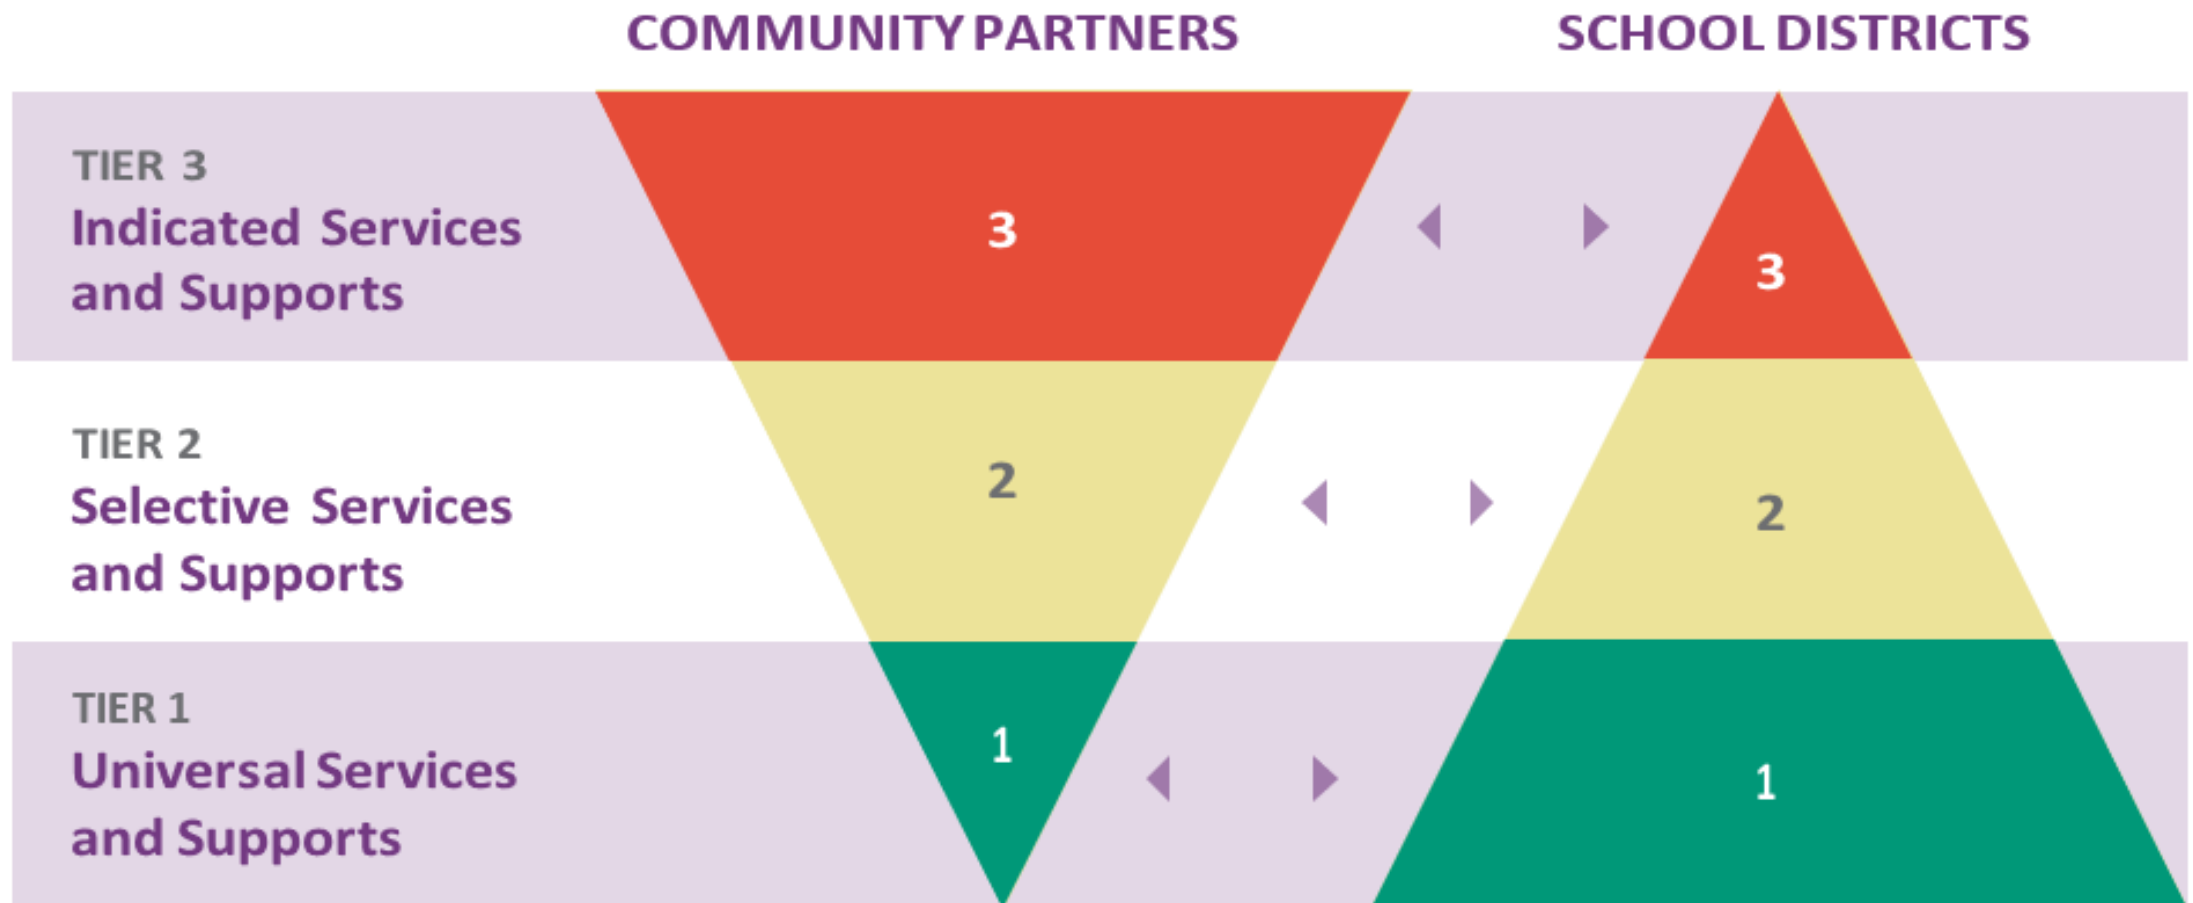 COMMUNITY PARTNERS
SCHOOL DISTRICTS
TIER 3
Indicated Services
and Supports
3
3
TIER 2
Selective Services
and Supports
2
2
TIER 1
Universal Services
and Supports
1
1